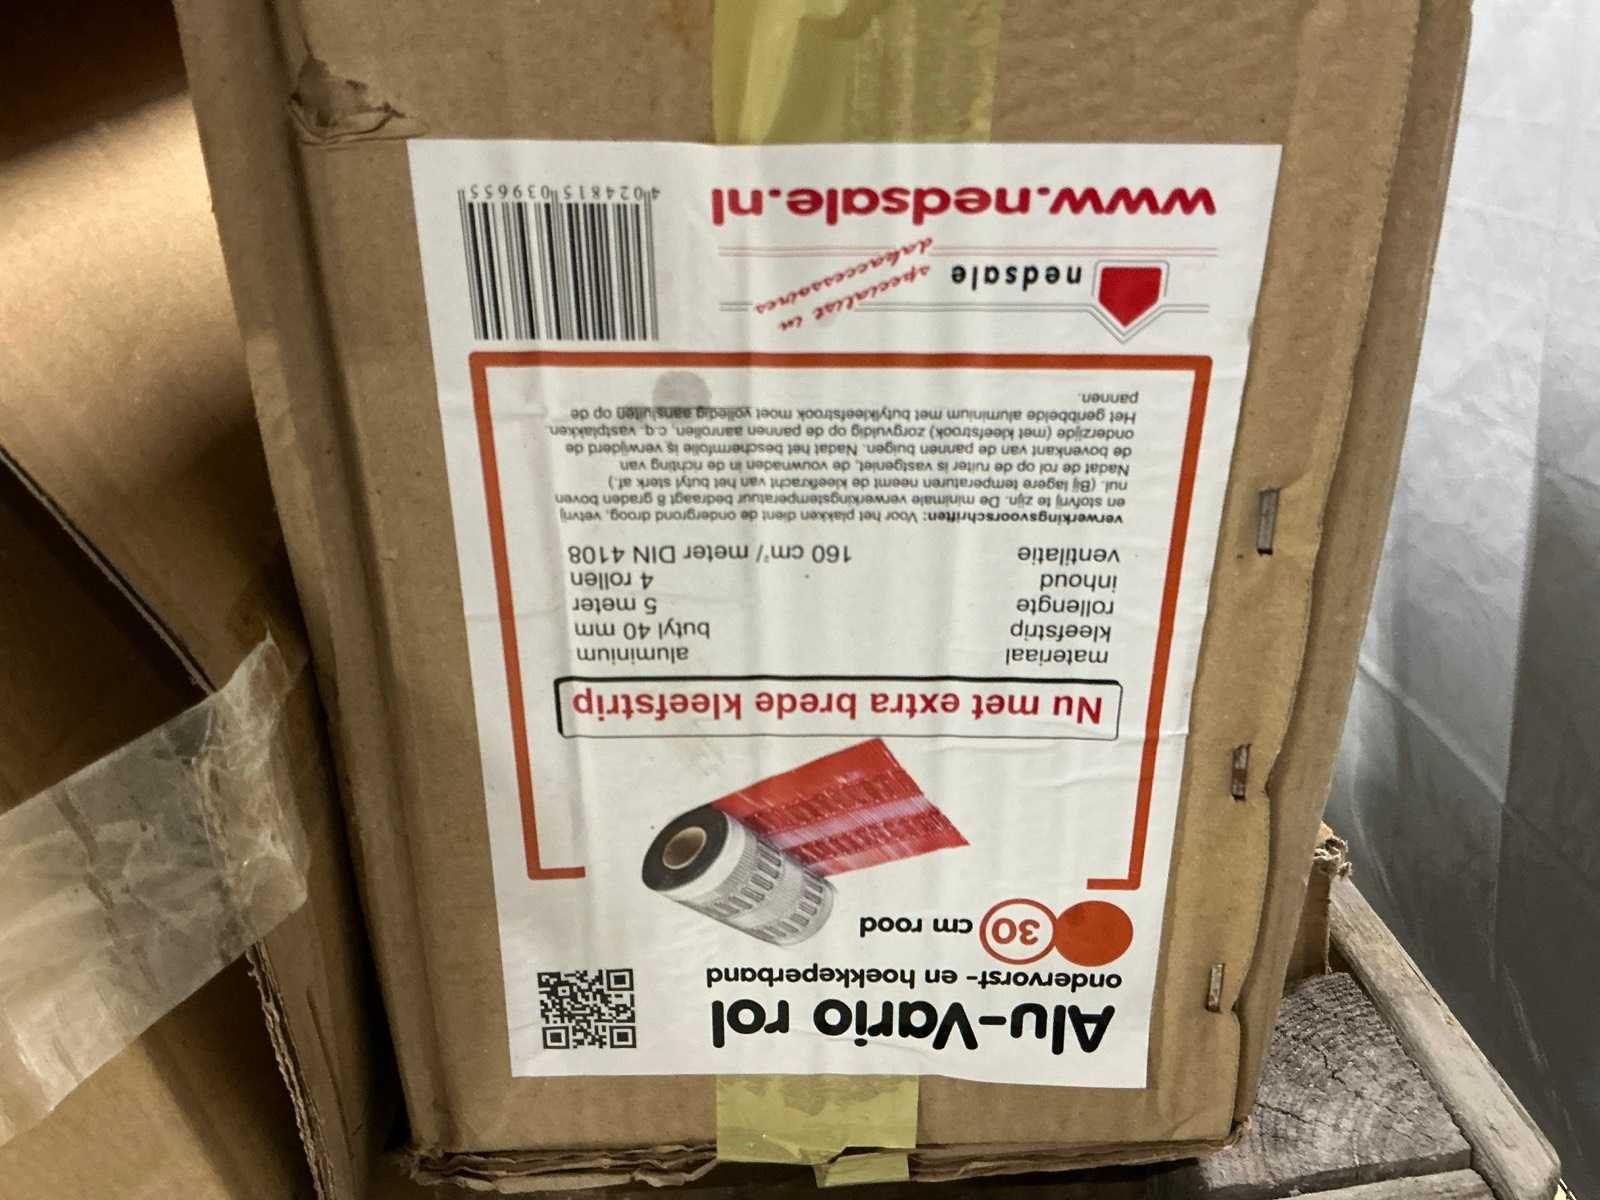 Alu-Vario rol
ondervorst- en hoekkeperband
30 cm rood
Nu met extra brede kleefstrip
materiaal aluminium
kleefstrip butyl 40 mm
rollengte 5 meter
inhoud 4 rollen
ventilatie 160 cm²/ meter DIN 4108
verwerkingsvoorschriften: Voor het plakken dient de ondergrond droog, vetvrij
en stofvrij te zijn. De minimale verwerkingstemperatuur bedraagt 8 graden boven
nul. (Bij lagere temperaturen neemt de kleefkracht van het butyl sterk af.)
Nadat de rol op de ruiter is vastgeniet, de vouwnaden in de richting van
de bovenkant van de pannen buigen. Nadat het beschermfolie is verwijderd de
onderzijde (met kleefstrook) zorgvuldig op de pannen aanrollen, c.q. vastplakken.
Het geribbelde aluminium met butylkleefstrook moet volledig aansluiten op de
pannen.
nedsale
specialist in
dakaccessoires
www.nedsale.nl
4 024815 039655